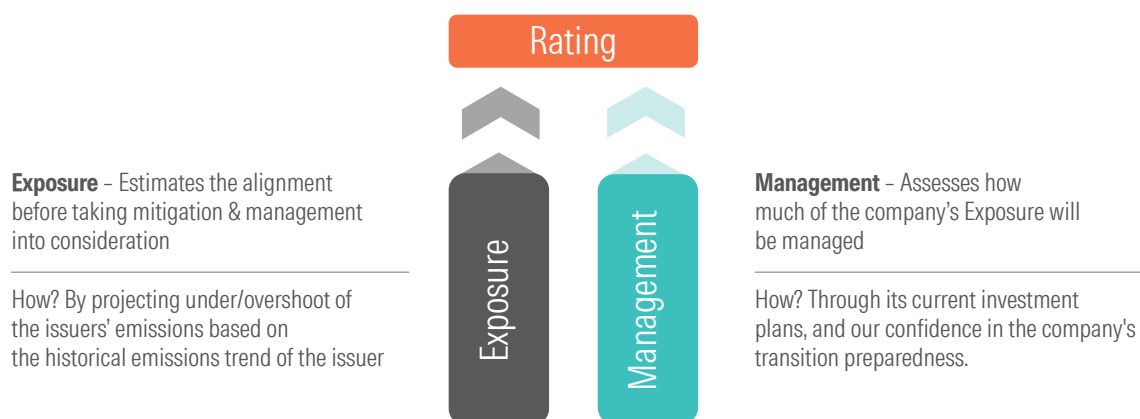 Rating
Exposure – Estimates the alignment
before taking mitigation & management
into consideration
How? By projecting under/overshoot of
the issuers' emissions based on
the historical emissions trend of the issuer
Exposure
Management
Management – Assesses how
much of the company's Exposure will
be managed
How? Through its current investment
plans, and our confidence in the company's
transition preparedness.